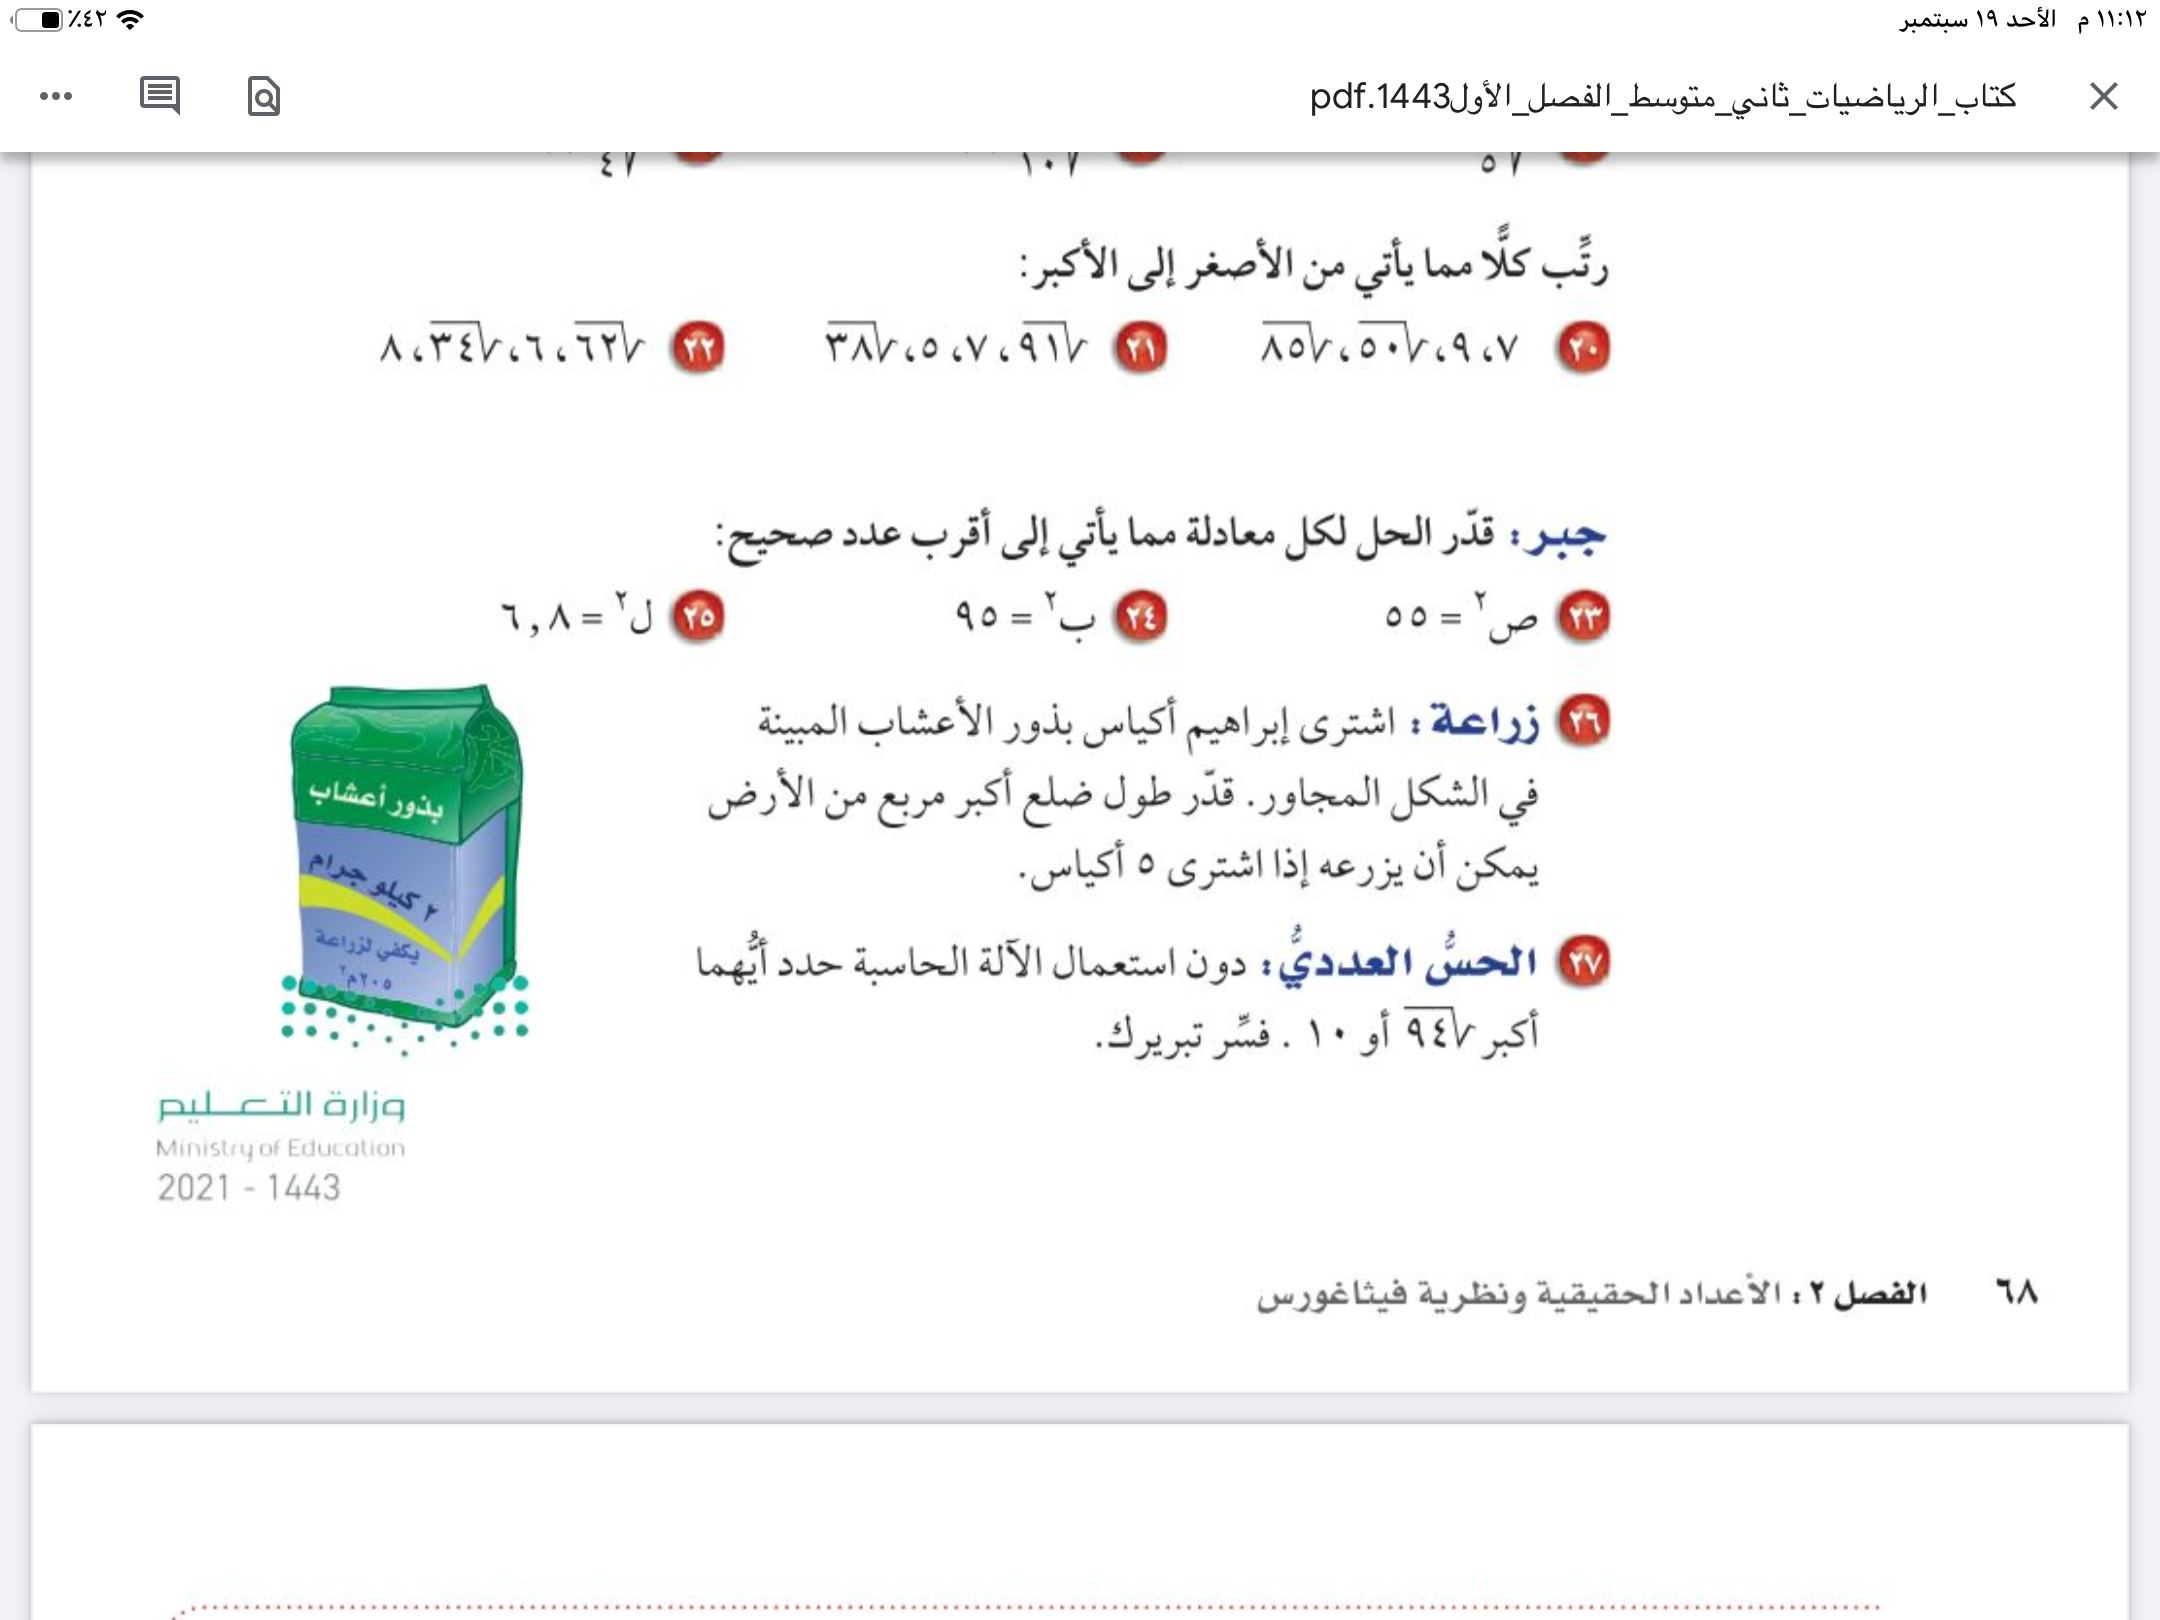 ١١:١٢ م الأحد ١٩ سبتمبر
٪٤٢
كتاب_الرياضيات_ثاني_متوسط_الفصل_الأول1443.pdf
رتِّب كلًّا مما يأتي من الأصغر إلى الأكبر:
٢٠ ٧، ٩، √٥٠، √٨٥
٢١ √٩١، ٧، ٥، √٣٨
٢٢ √٦٢، ٦، √٣٤، ٨
جبر: قدّر الحل لكل معادلة مما يأتي إلى أقرب عدد صحيح:
٢٣ ص٢ = ٥٥
٢٤ ب٢ = ٩٥
٢٥ ل٢ = ٦,٨
٢٦ زراعة: اشترى إبراهيم أكياس بذور الأعشاب المبينة
في الشكل المجاور. قدّر طول ضلع أكبر مربع من الأرض
يمكن أن يزرعه إذا اشترى ٥ أكياس.
بذور أعشاب
٢ كيلو جرام
يكفي لزراعة
٢٠٥م٢
٢٧ الحسُّ العدديُّ: دون استعمال الآلة الحاسبة حدد أيُّهما
أكبر √٩٤ أو ١٠. فسِّر تبريرك.
وزارة التعليم
Ministry of Education
2021 - 1443
٦٨ الفصل ٢: الأعداد الحقيقية ونظرية فيثاغورس